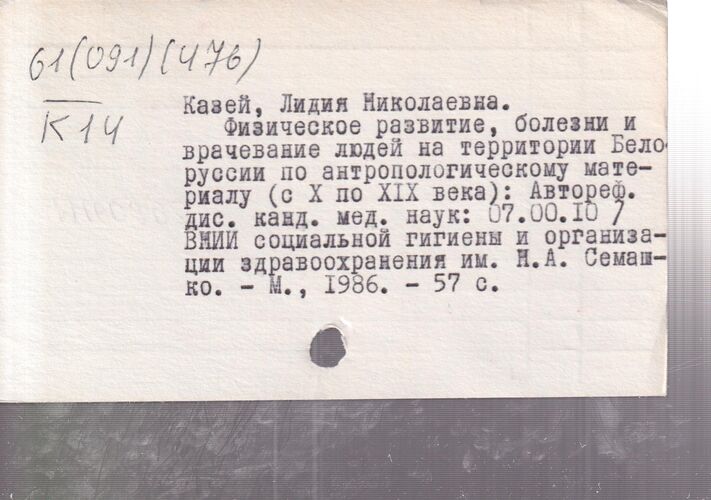 61(091)(476)
К14
Казей, Лидия Николаевна.
Физическое развитие, болезни и
врачевание людей на территории Бело-
руссии по антропологическому мате-
риалу (с X по XIX века): Автореф.
дис. канд. мед. наук: 07.00.10 /
ВНИИ социальной гигиены и организа-
ции здравоохранения им. Н.А. Семаш-
ко. - М., 1986. - 57 с.